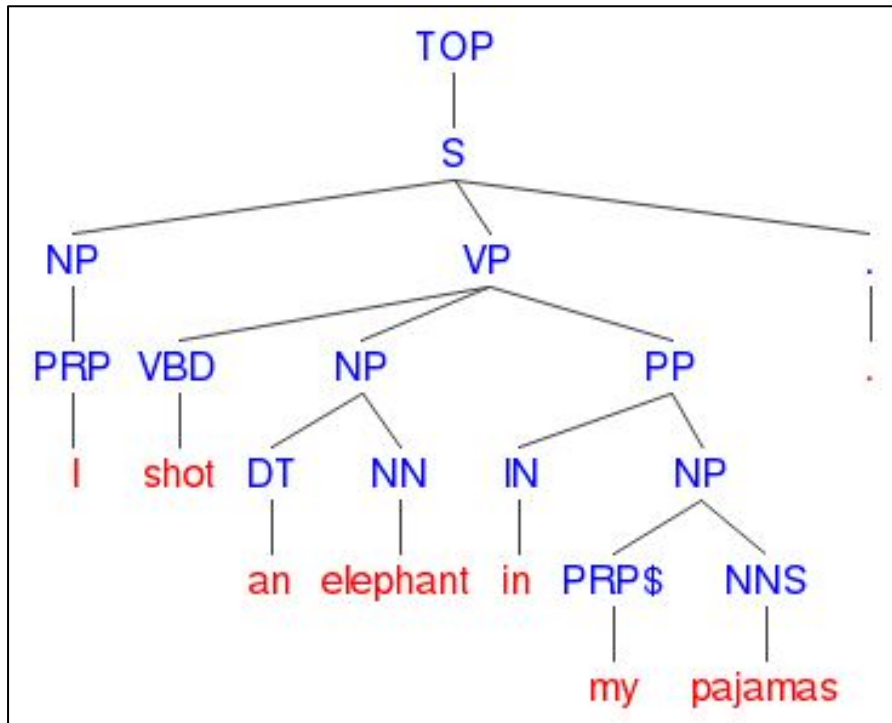 TOP
S
NP VP .
PRP VBD NP PP .
I shot DT NN IN NP
an elephant in PRP$ NNS
my pajamas